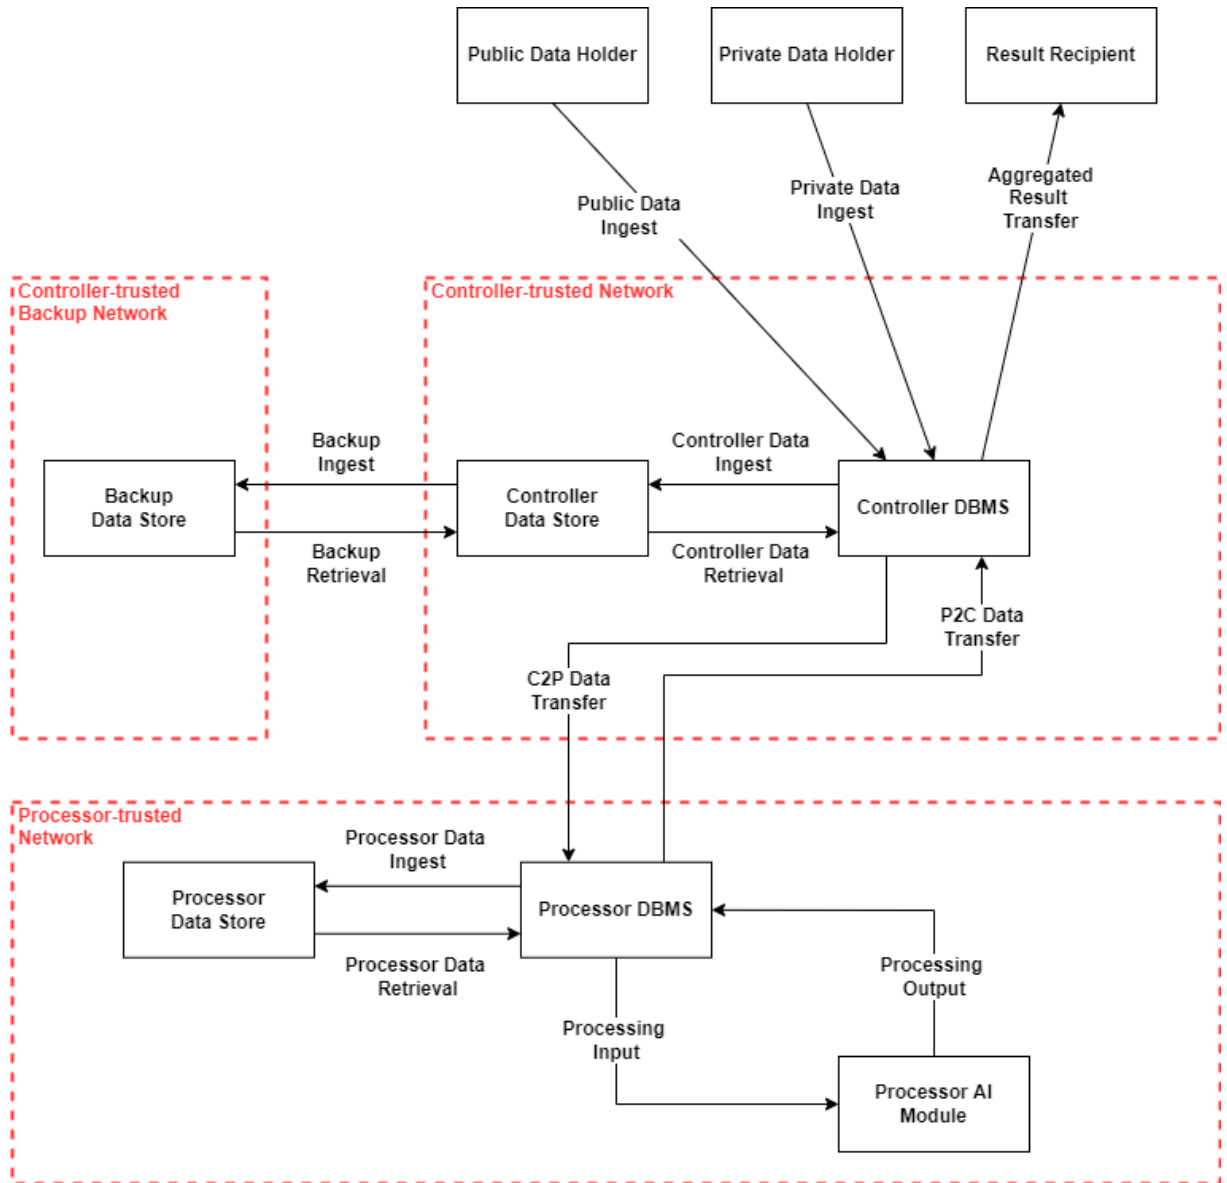 Public Data Holder
Private Data Holder
Result Recipient
Public Data
Ingest
Private Data
Ingest
Aggregated
Result
Transfer
Controller-trusted
Backup Network
Controller-trusted Network
Backup
Ingest
Controller Data
Ingest
Backup
Data Store
Controller
Data Store
Controller DBMS
Backup
Retrieval
Controller Data
Retrieval
P2C Data
Transfer
C2P Data
Transfer
Processor-trusted
Network
Processor Data
Ingest
Processor
Data Store
Processor DBMS
Processor Data
Retrieval
Processing
Output
Processing
Input
Processor AI
Module